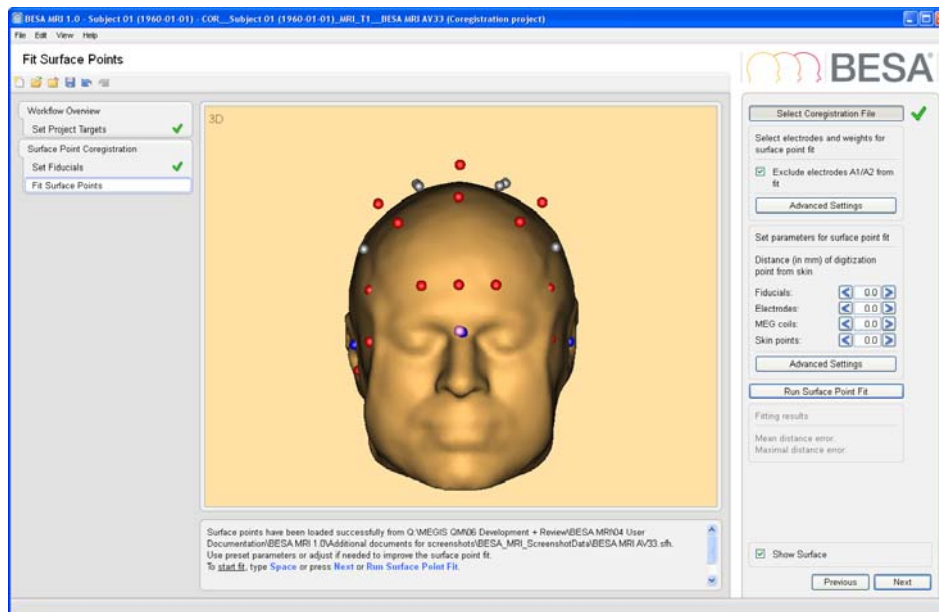 BESA MRI 1.0 - Subject 01 (1960-01-01) - COR__Subject 01 (1960-01-01)_MRI_T1__BESA MRI AV33 (Coregistration project)
File Edit View Help
Fit Surface Points
BESA
Workflow Overview
Set Project Targets
Surface Point Coregistration
Set Fiducials
Fit Surface Points
3D
Select Coregistration File
Select electrodes and weights for
surface point fit
Exclude electrodes A1/A2 from
fit
Advanced Settings
Set parameters for surface point fit
Distance (in mm) of digitization
point from skin
Fiducials: 0.0
Electrodes: 0.0
MEG coils: 0.0
Skin points: 0.0
Advanced Settings
Run Surface Point Fit
Fitting results
Mean distance error:
Maximal distance error:
Surface points have been loaded successfully from Q:\MEGIS QM\06 Development + Review\BESA MRI\04 User
Documentation\BESA MRI 1.0\Additional documents for screenshots\BESA_MRI_ScreenshotData\BESA MRI AV33.sfh.
Use preset parameters or adjust if needed to improve the surface point fit.
To start fit, type Space or press Next or Run Surface Point Fit.
Show Surface
Previous Next